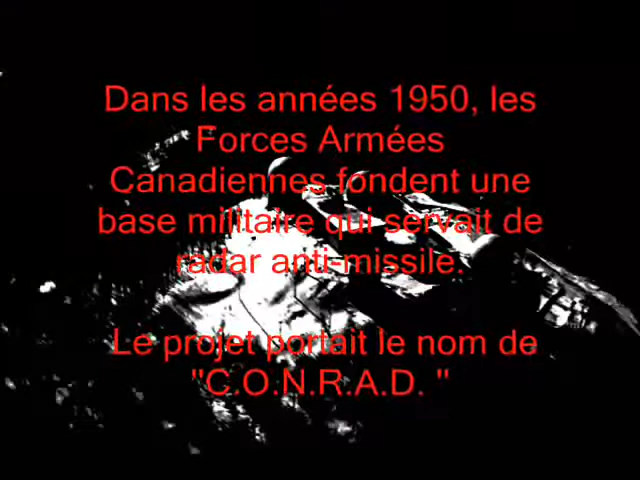 Dans les années 1950, les
Forces Armées
Canadiennes fondent une
base militaire qui servait de
radar anti-missile.
Le projet portait le nom de
"C.O.N.R.A.D. "